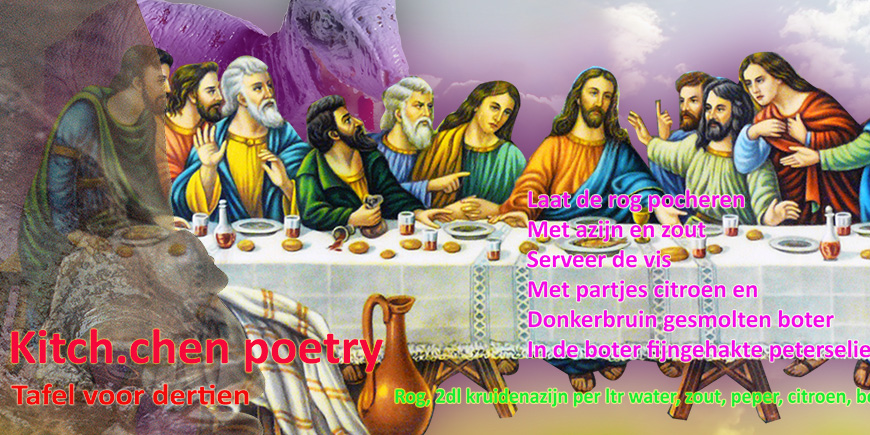 Laat de rog pocheren
Met azijn en zout
Serveer de vis
Met partjes citroen en
Donkerbruin gesmolten boter
In de boter fijngehakte peterselie
Kitch.chen poetry
Tafel voor dertien
Rog, 2dl kruidenazijn per ltr water, zout, peper, citroen,